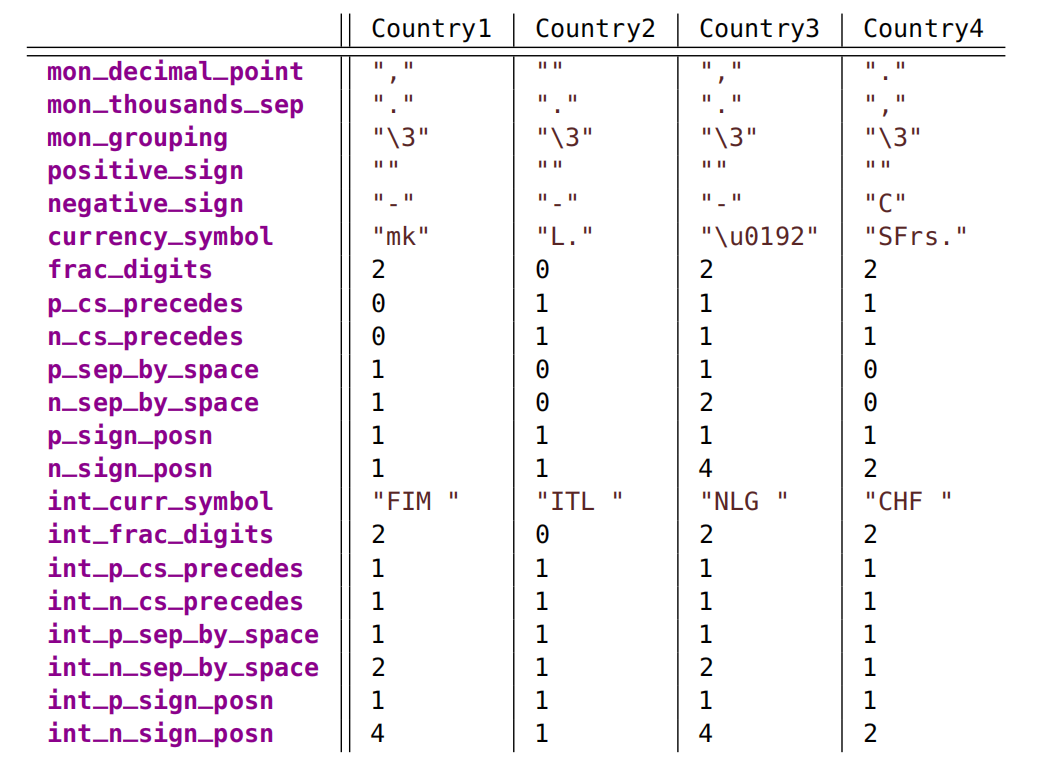 Country1 Country2 Country3 Country4
mon_decimal_point "," "" "," "."
mon_thousands_sep "." "." "." ","
mon_grouping "\3" "\3" "\3" "\3"
positive_sign "" "" "" ""
negative_sign "-" "-" "-" "C"
currency_symbol "mk" "L." "\u0192" "SFrs."
frac_digits 2 0 2 2
p_cs_precedes 0 1 1 1
n_cs_precedes 0 1 1 1
p_sep_by_space 1 0 1 0
n_sep_by_space 1 0 2 0
p_sign_posn 1 1 1 1
n_sign_posn 1 1 4 2
int_curr_symbol "FIM " "ITL " "NLG " "CHF "
int_frac_digits 2 0 2 2
int_p_cs_precedes 1 1 1 1
int_n_cs_precedes 1 1 1 1
int_p_sep_by_space 1 1 1 1
int_n_sep_by_space 2 1 2 1
int_p_sign_posn 1 1 1 1
int_n_sign_posn 4 1 4 2